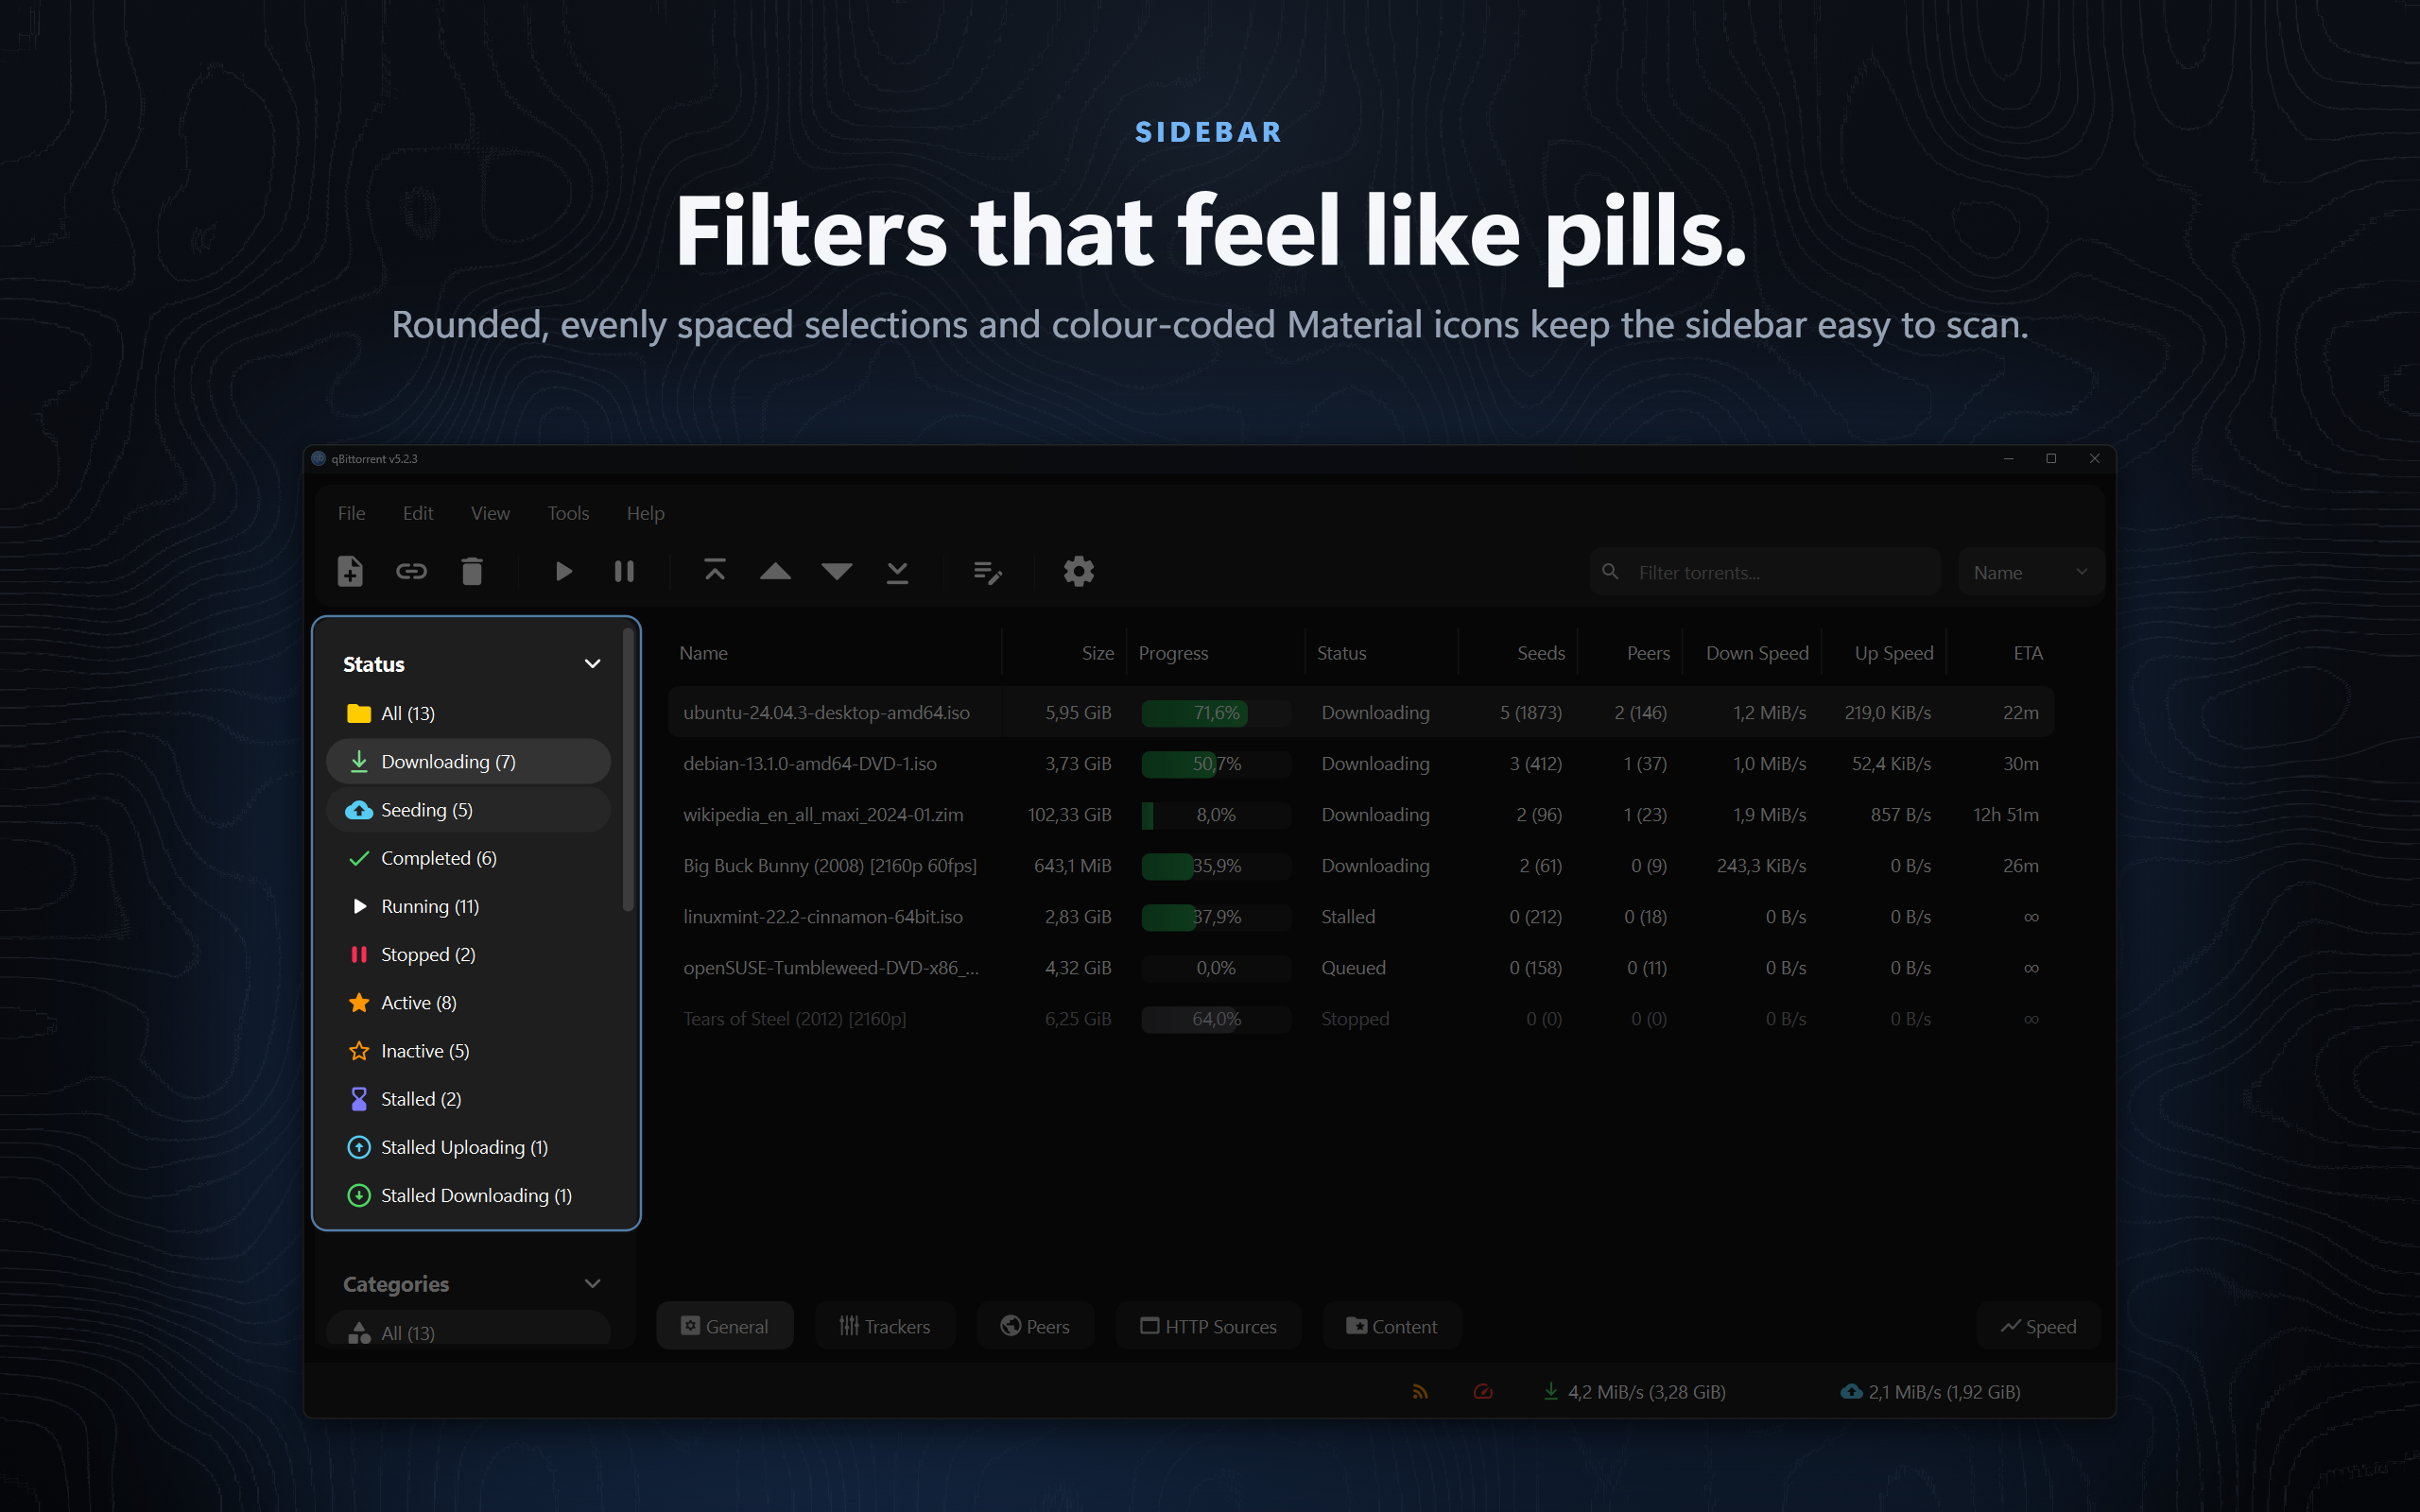 SIDEBAR
Filters that feel like pills.
Rounded, evenly spaced selections and colour-coded Material icons keep the sidebar easy to scan.
qBittorrent v5.2.3
File Edit View Tools Help
Filter torrents... Name
Status
All (13)
Downloading (7)
Seeding (5)
Completed (6)
Running (11)
Stopped (2)
Active (8)
Inactive (5)
Stalled (2)
Stalled Uploading (1)
Stalled Downloading (1)
Categories
All (13)
Name Size Progress Status Seeds Peers Down Speed Up Speed ETA
ubuntu-24.04.3-desktop-amd64.iso 5,95 GiB 71,6% Downloading 5 (1873) 2 (146) 1,2 MiB/s 219,0 KiB/s 22m
debian-13.1.0-amd64-DVD-1.iso 3,73 GiB 50,7% Downloading 3 (412) 1 (37) 1,0 MiB/s 52,4 KiB/s 30m
wikipedia_en_all_maxi_2024-01.zim 102,33 GiB 8,0% Downloading 2 (96) 1 (23) 1,9 MiB/s 857 B/s 12h 51m
Big Buck Bunny (2008) [2160p 60fps] 643,1 MiB 35,9% Downloading 2 (61) 0 (9) 243,3 KiB/s 0 B/s 26m
linuxmint-22.2-cinnamon-64bit.iso 2,83 GiB 37,9% Stalled 0 (212) 0 (18) 0 B/s 0 B/s ∞
openSUSE-Tumbleweed-DVD-x86_... 4,32 GiB 0,0% Queued 0 (158) 0 (11) 0 B/s 0 B/s ∞
Tears of Steel (2012) [2160p] 6,25 GiB 64,0% Stopped 0 (0) 0 (0) 0 B/s 0 B/s ∞
General Trackers Peers HTTP Sources Content Speed
4,2 MiB/s (3,28 GiB) 2,1 MiB/s (1,92 GiB)